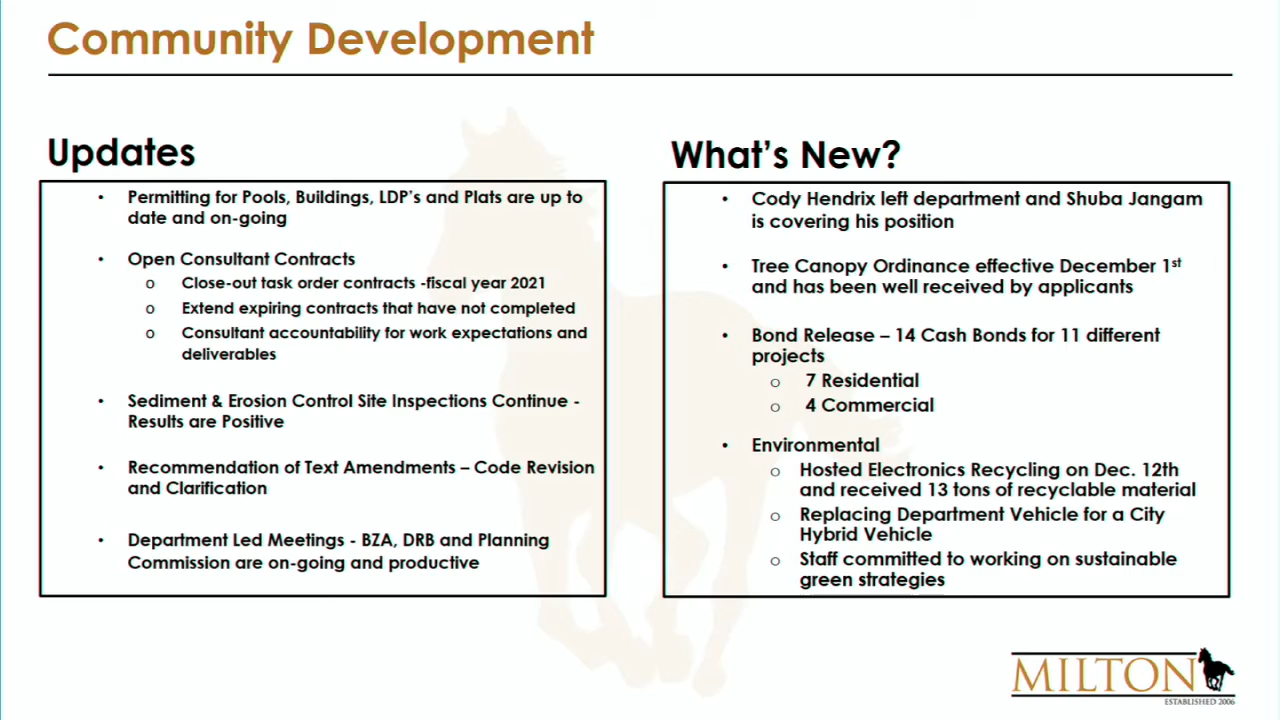 Community Development
Updates
• Permitting for Pools, Buildings, LDP's and Plats are up to
date and on-going
• Open Consultant Contracts
o Close-out task order contracts -fiscal year 2021
o Extend expiring contracts that have not completed
o Consultant accountability for work expectations and
deliverables
• Sediment & Erosion Control Site Inspections Continue -
Results are Positive
• Recommendation of Text Amendments – Code Revision
and Clarification
• Department Led Meetings - BZA, DRB and Planning
Commission are on-going and productive
What's New?
• Cody Hendrix left department and Shuba Jangam
is covering his position
• Tree Canopy Ordinance effective December 1st
and has been well received by applicants
• Bond Release – 14 Cash Bonds for 11 different
projects
o 7 Residential
o 4 Commercial
• Environmental
o Hosted Electronics Recycling on Dec. 12th
and received 13 tons of recyclable material
o Replacing Department Vehicle for a City
Hybrid Vehicle
o Staff committed to working on sustainable
green strategies
MILTON
ESTABLISHED 2006